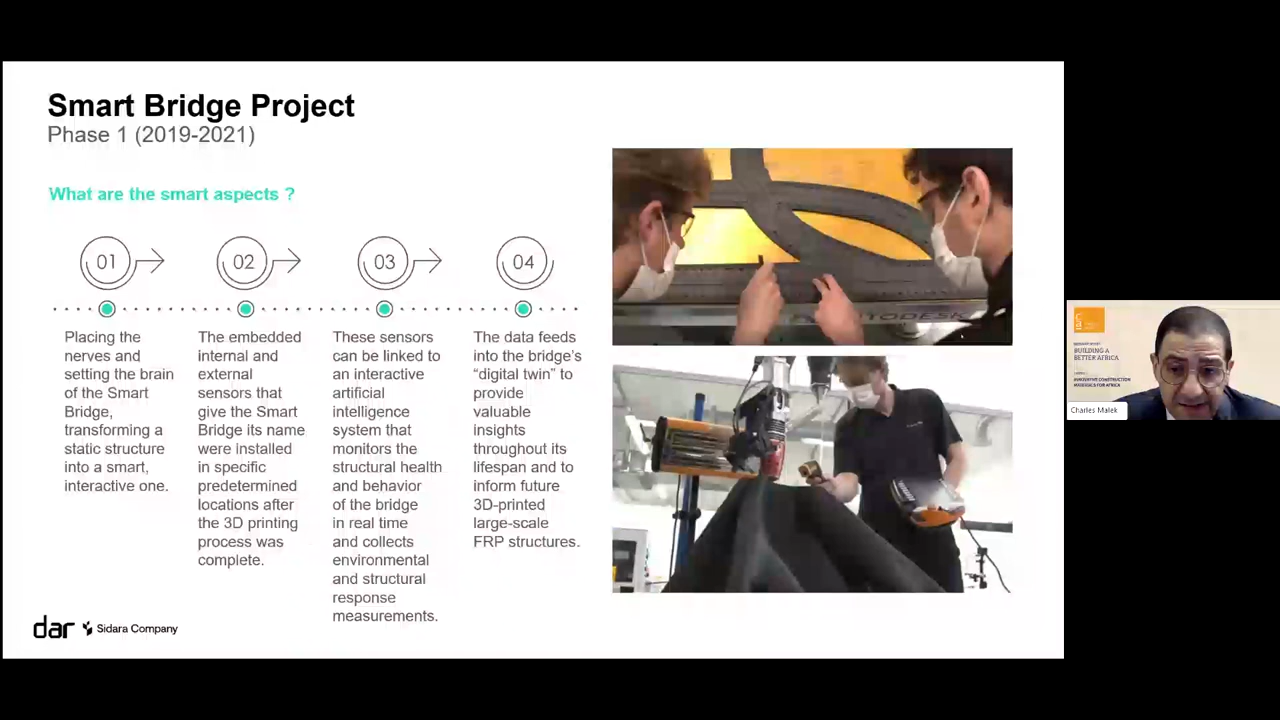 Smart Bridge Project
Phase 1 (2019-2021)
What are the smart aspects ?
01
02
03
04
Placing the
nerves and
setting the brain
of the Smart
Bridge,
transforming a
static structure
into a smart,
interactive one.
The embedded
internal and
external
sensors that
give the Smart
Bridge its name
were installed
in specific
predetermined
locations after
the 3D printing
process was
complete.
These sensors
can be linked to
an interactive
artificial
intelligence
system that
monitors the
structural health
and behavior
of the bridge
in real time
and collects
environmental
and structural
response
measurements.
The data feeds
into the bridge's
“digital twin” to
provide
valuable
insights
throughout its
lifespan and to
inform future
3D-printed
large-scale
FRP structures.
AUTODESK
dar Sidara Company
BUILDING A
BETTER AFRICA
INNOVATIVE CONSTRUCTION
MATERIALS FOR AFRICA
Charles Malek